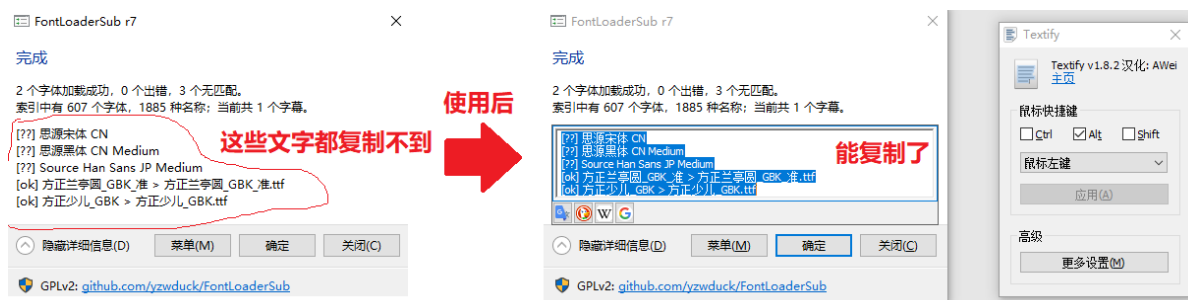 FontLoaderSub r7
完成
2 个字体加载成功，0 个出错，3 个无匹配。
索引中有 607 个字体，1885 种名称；当前共 1 个字幕。
[??] 思源宋体 CN
[??] 思源黑体 CN Medium
[??] Source Han Sans JP Medium
[ok] 方正兰亭圆_GBK_准 > 方正兰亭圆_GBK_准.ttf
[ok] 方正少儿_GBK > 方正少儿_GBK.ttf
这些文字都复制不到
隐藏详细信息(D)
菜单(M)
确定
关闭(C)
GPLv2: github.com/yzwduck/FontLoaderSub
使用后
FontLoaderSub r7
完成
2 个字体加载成功，0 个出错，3 个无匹配。
索引中有 607 个字体，1885 种名称；当前共 1 个字幕。
[??] 思源宋体 CN
[??] 思源黑体 CN Medium
[??] Source Han Sans JP Medium
[ok] 方正兰亭圆_GBK_准 > 方正兰亭圆_GBK_准.ttf
[ok] 方正少儿_GBK > 方正少儿_GBK.ttf
能复制了
W G
隐藏详细信息(D)
菜单(M)
确定
关闭(C)
GPLv2: github.com/yzwduck/FontLoaderSub
Textify
Textify v1.8.2 汉化: AWei
主页
鼠标快捷键
Ctrl
Alt
Shift
鼠标左键
应用(A)
高级
更多设置(M)